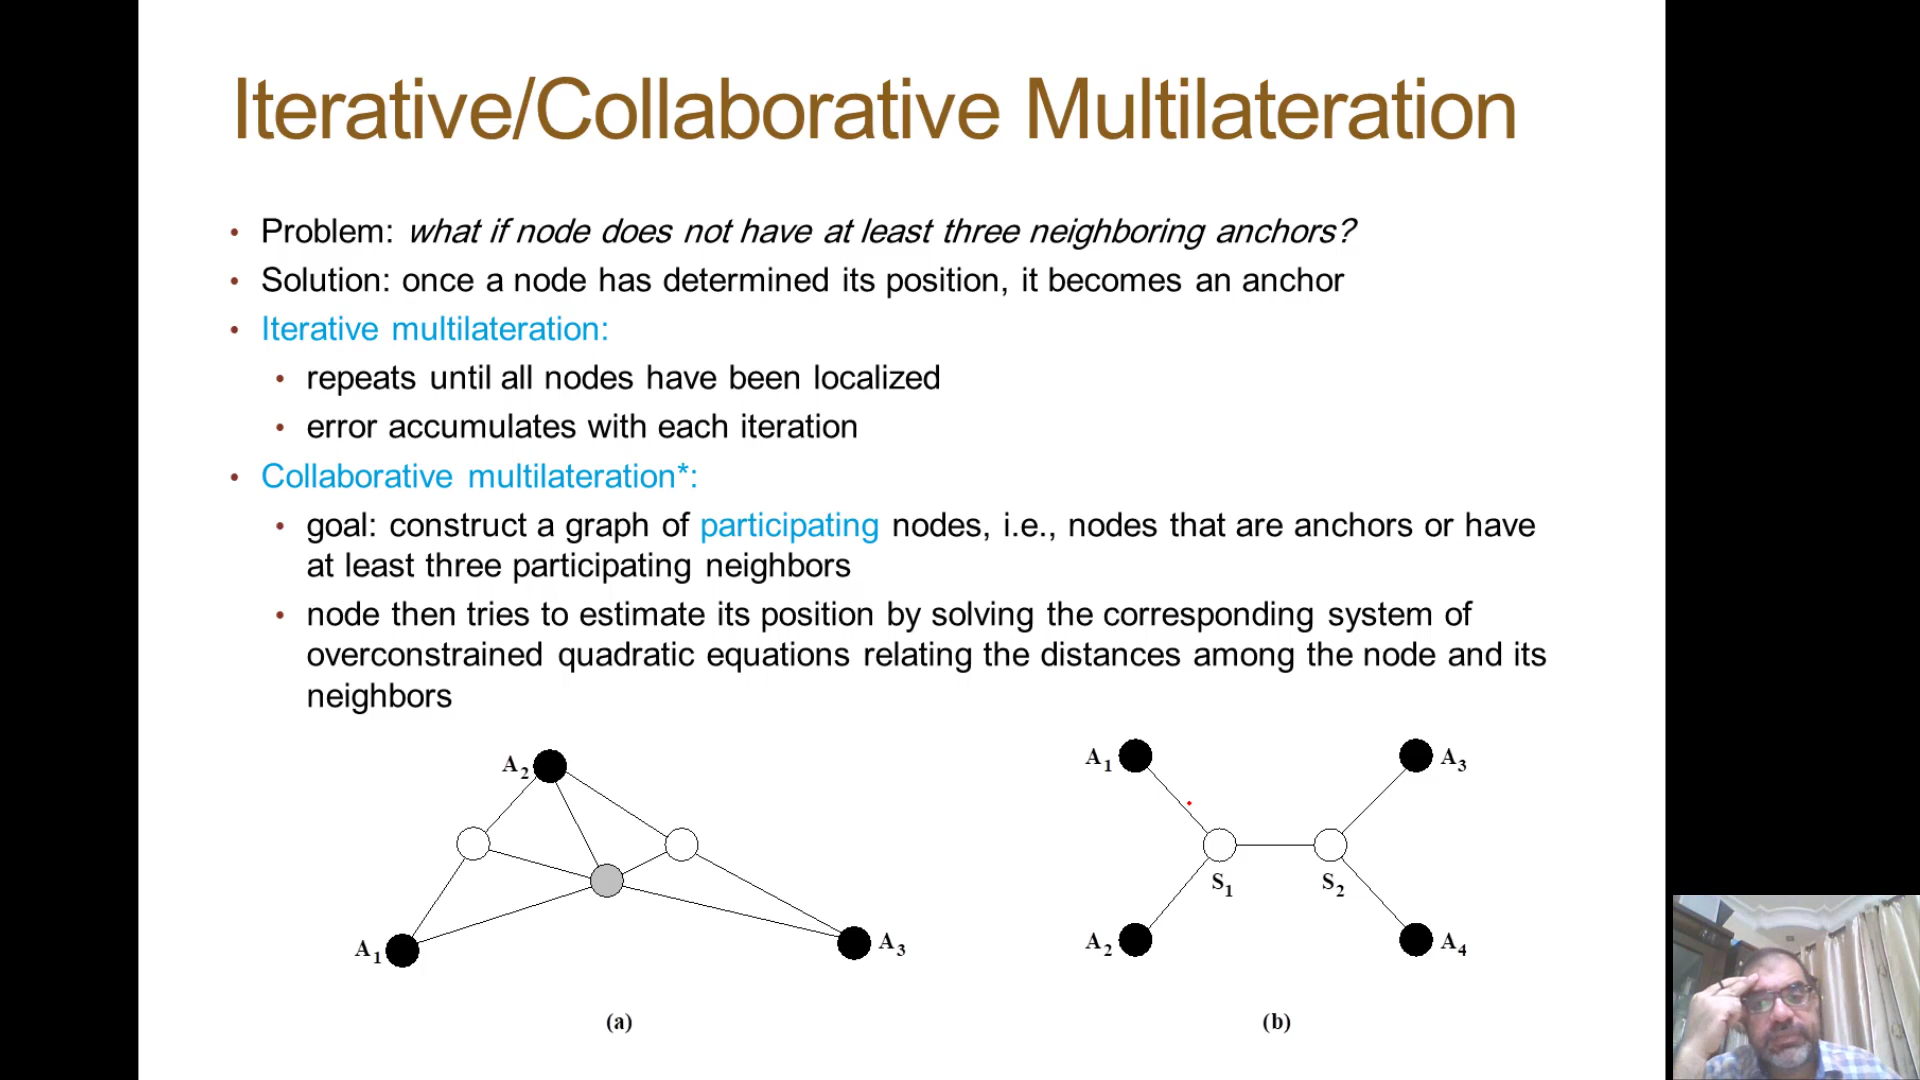 Iterative/Collaborative Multilateration
• Problem: what if node does not have at least three neighboring anchors?
• Solution: once a node has determined its position, it becomes an anchor
• Iterative multilateration:
• repeats until all nodes have been localized
• error accumulates with each iteration
• Collaborative multilateration*:
• goal: construct a graph of participating nodes, i.e., nodes that are anchors or have
at least three participating neighbors
• node then tries to estimate its position by solving the corresponding system of
overconstrained quadratic equations relating the distances among the node and its
neighbors
A2
A1
A3
(a)
A1
A3
S1
S2
A2
A4
(b)